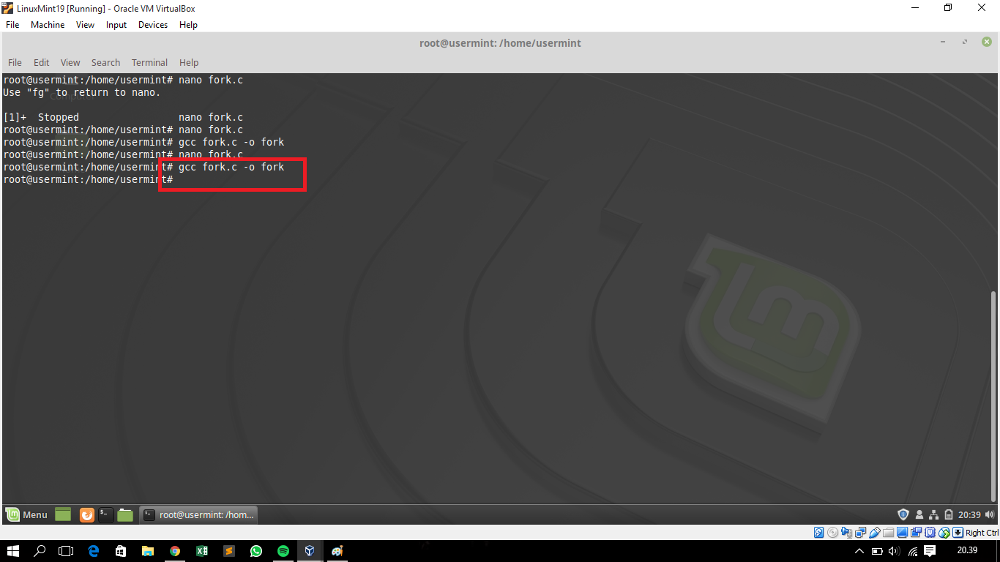 LinuxMint19 [Running] - Oracle VM VirtualBox
File Machine View Input Devices Help
root@usermint: /home/usermint
File Edit View Search Terminal Help
root@usermint:/home/usermint# nano fork.c
Use "fg" to return to nano.
Computer
[1]+  Stopped                 nano fork.c
root@usermint:/home/usermint# nano fork.c
root@usermint:/home/usermint# gcc fork.c -o fork
root@usermint:/home/usermint# nano fork.c
root@usermint:/home/usermint# gcc fork.c -o fork
root@usermint:/home/usermint#
Menu
root@usermint: /hom...
20:39
Right Ctrl
20.39